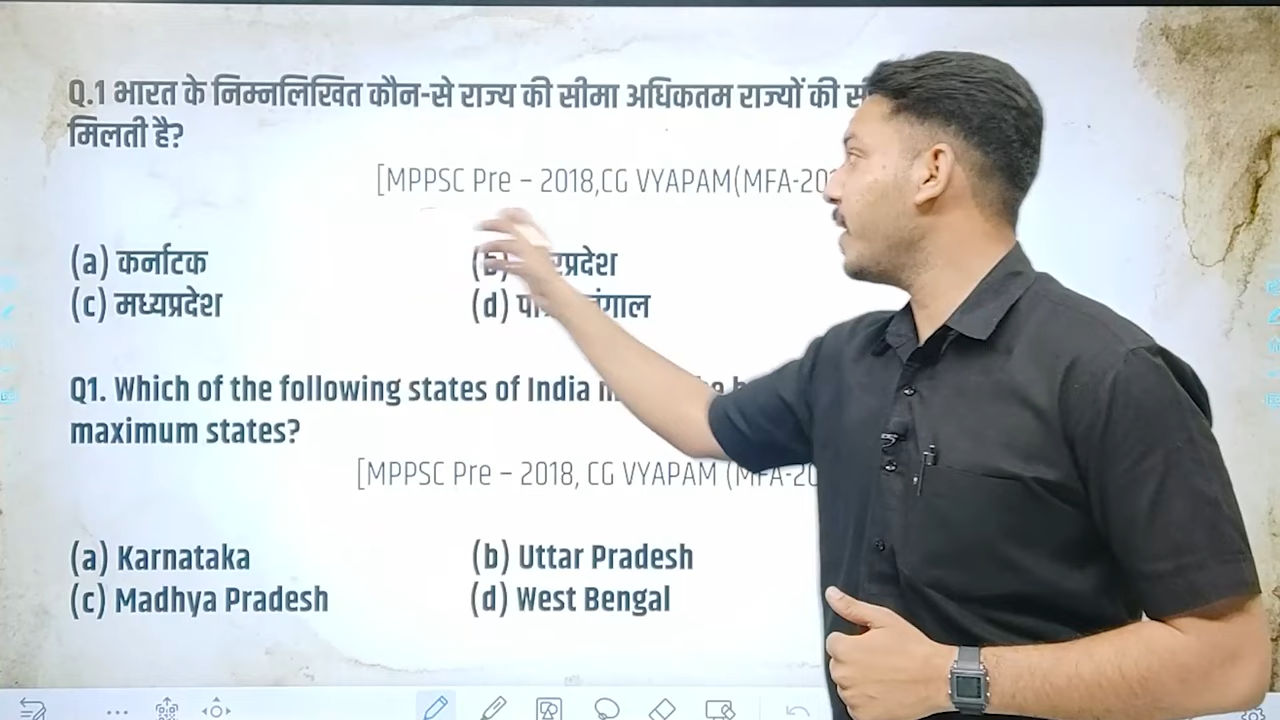 Q.1 भारत के निम्नलिखित कौन-से राज्य की सीमा अधिकतम राज्यों की
मिलती है?
[MPPSC Pre – 2018,CG VYAPAM(MFA-20
(a) कर्नाटक
(c) मध्यप्रदेश
Q1. Which of the following states of India
maximum states?
[MPPSC Pre – 2018, CG VYAPAM (MFA-20
(a) Karnataka (b) Uttar Pradesh
(c) Madhya Pradesh (d) West Bengal